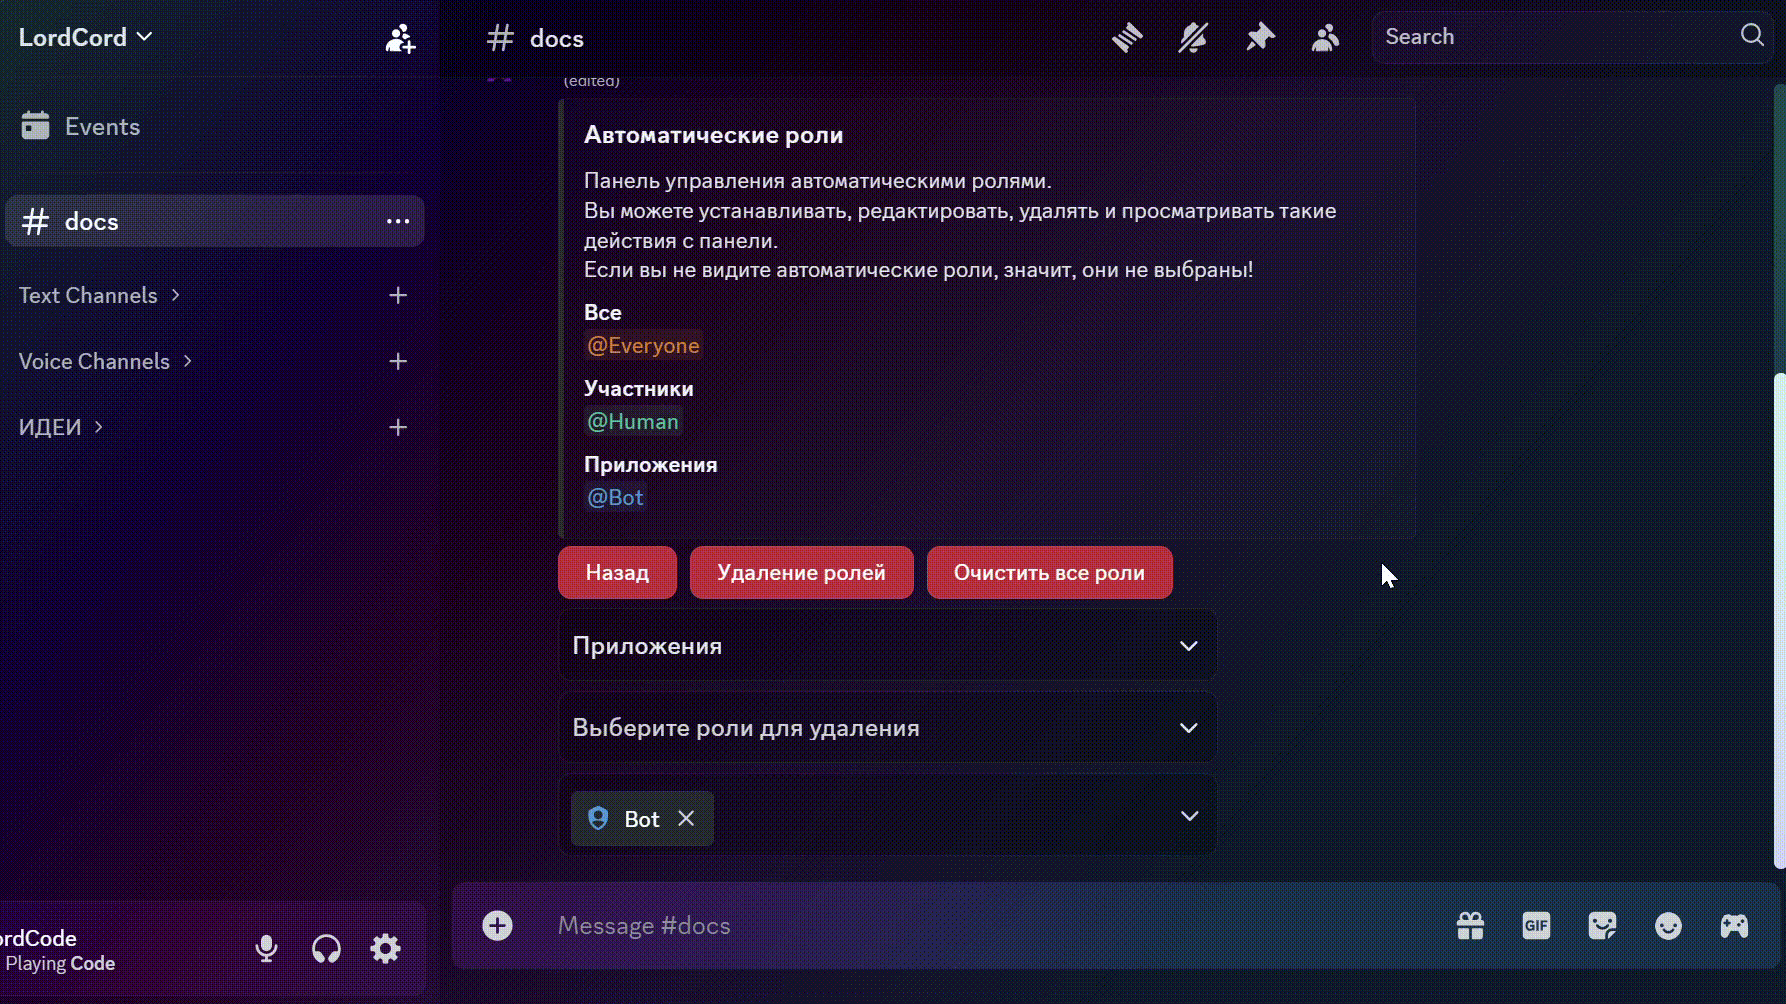 LordCord
Events
docs
Text Channels
Voice Channels
ИДЕИ
ordCode
Playing Code
docs
Search
(edited)
Автоматические роли
Панель управления автоматическими ролями.
Вы можете устанавливать, редактировать, удалять и просматривать такие
действия с панели.
Если вы не видите автоматические роли, значит, они не выбраны!
Все
@Everyone
Участники
@Human
Приложения
@Bot
Назад
Удаление ролей
Очистить все роли
Приложения
Выберите роли для удаления
Bot
Message #docs
GIF